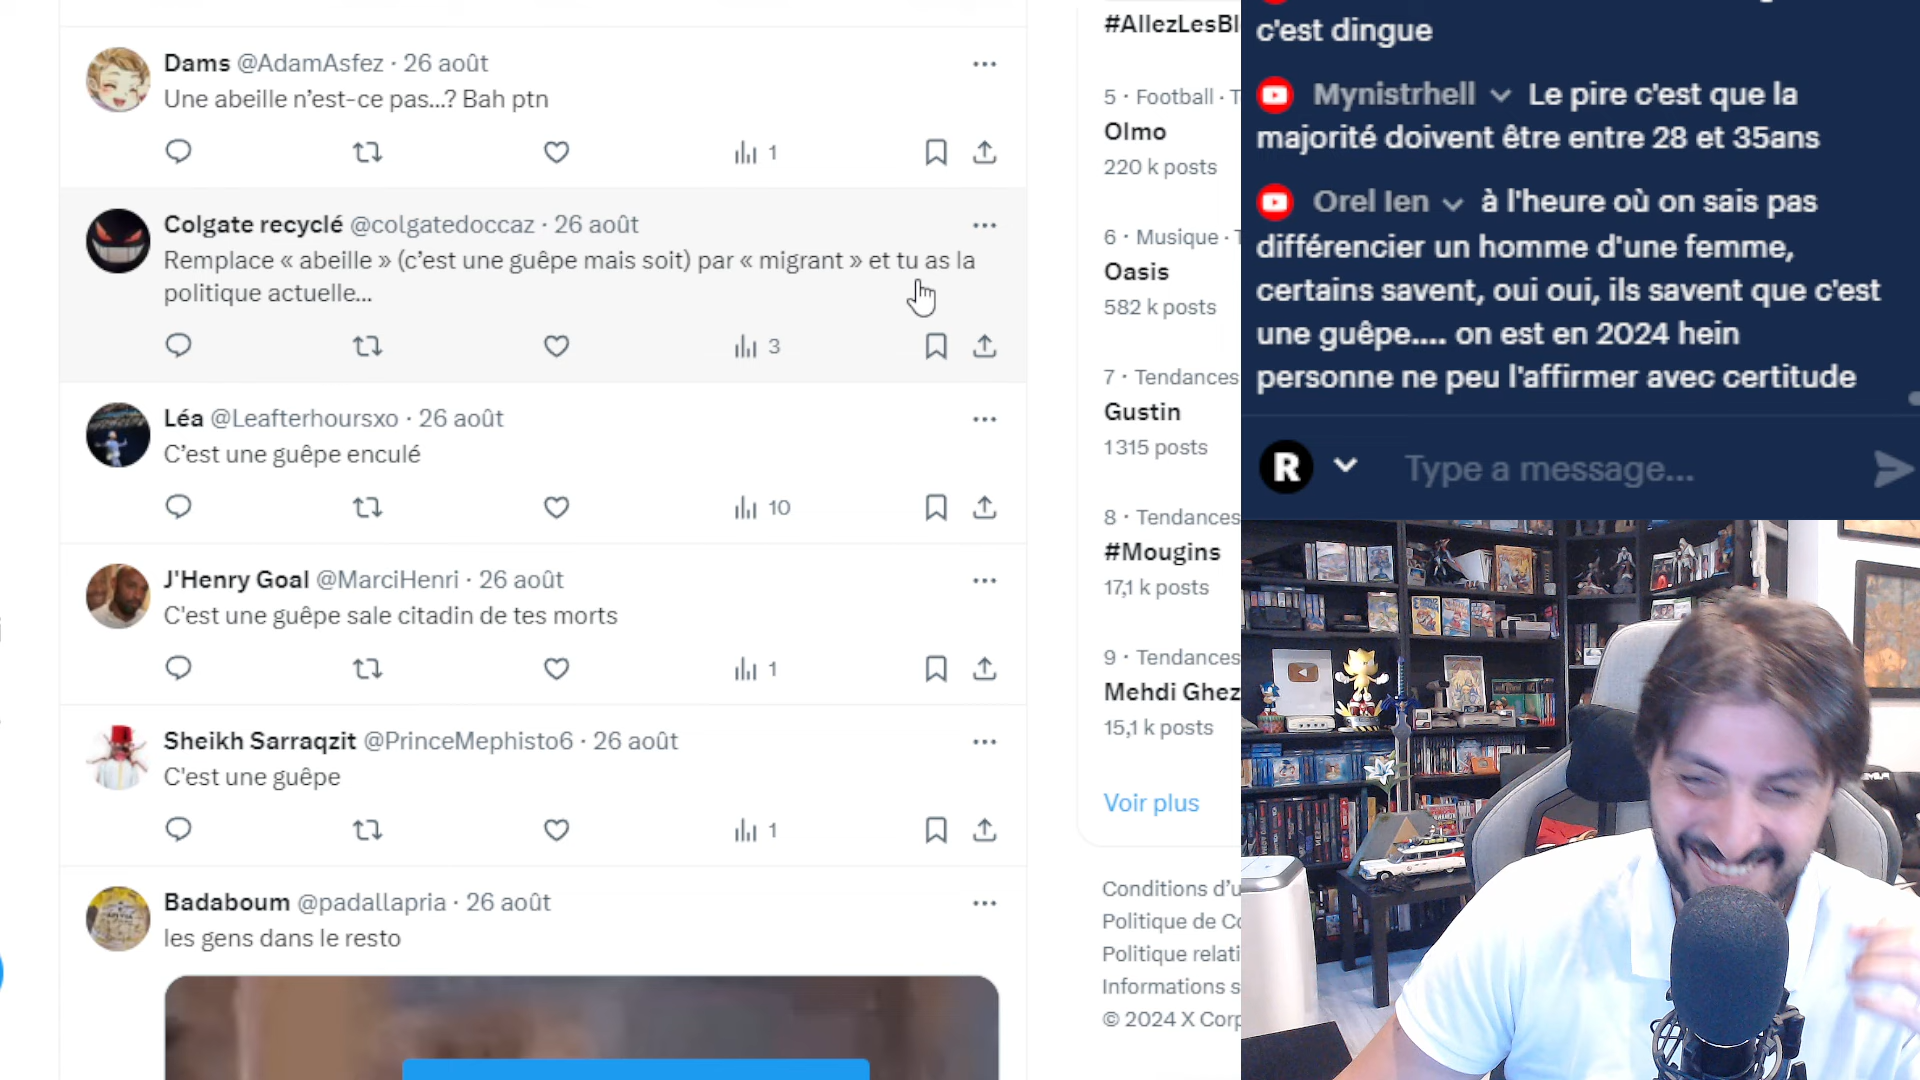 Dams @AdamAsfez · 26 août
Une abeille n’est-ce pas...? Bah ptn
1
Colgate recyclé @colgatedoccaz · 26 août
Remplace « abeille » (c’est une guêpe mais soit) par « migrant » et tu as la
politique actuelle...
3
Léa @Leafterhoursxo · 26 août
C’est une guêpe enculé
10
J'Henry Goal @MarciHenri · 26 août
C'est une guêpe sale citadin de tes morts
1
Sheikh Sarraqzit @PrinceMephisto6 · 26 août
C'est une guêpe
1
Badaboum @padallapria · 26 août
les gens dans le resto
#AllezLesBl
5 · Football · T
Olmo
220 k posts
6 · Musique · T
Oasis
582 k posts
7 · Tendances
Gustin
1 315 posts
8 · Tendances
#Mougins
17,1 k posts
9 · Tendances
Mehdi Ghez
15,1 k posts
Voir plus
Conditions d’u
Politique de Co
Politique relati
Informations s
© 2024 X Corp
c'est dingue
Mynistrhell Le pire c'est que la
majorité doivent être entre 28 et 35ans
Orel Ien à l'heure où on sais pas
différencier un homme d'une femme,
certains savent, oui oui, ils savent que c'est
une guêpe.... on est en 2024 hein
personne ne peu l'affirmer avec certitude
R
Type a message...